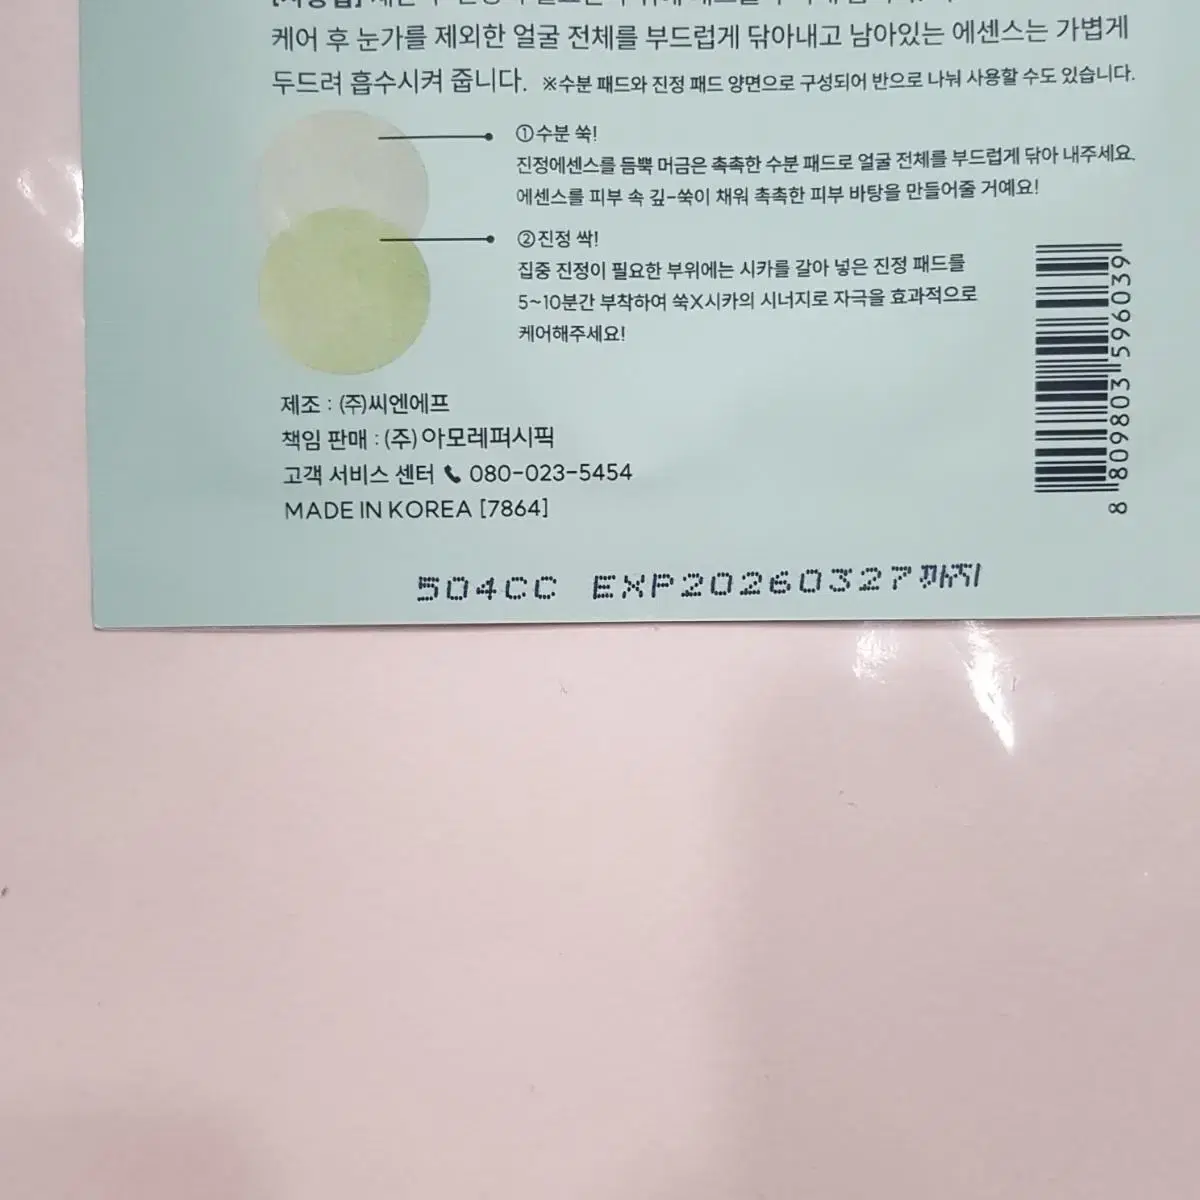 케어 후 눈가를 제외한 얼굴 전체를 부드럽게 닦아내고 남아있는 에센스는 가볍게
두드려 흡수시켜 줍니다. ※수분 패드와 진정 패드 양면으로 구성되어 반으로 나눠 사용할 수도 있습니다.
①수분 쑥!
진정에센스를 듬뿍 머금은 촉촉한 수분 패드로 얼굴 전체를 부드럽게 닦아 내주세요.
에센스를 피부 속 깊-쑥이 채워 촉촉한 피부 바탕을 만들어줄 거예요!
②진정 싹!
집중 진정이 필요한 부위에는 시카를 갈아 넣은 진정 패드를
5~10분간 부착하여 쑥X시카의 시너지로 자극을 효과적으로
케어해주세요!
제조 : (주)씨엔에프
책임 판매 : (주) 아모레퍼시픽
고객 서비스 센터 080-023-5454
MADE IN KOREA [7864]
8 809803 596039
504CC EXP20260327까지